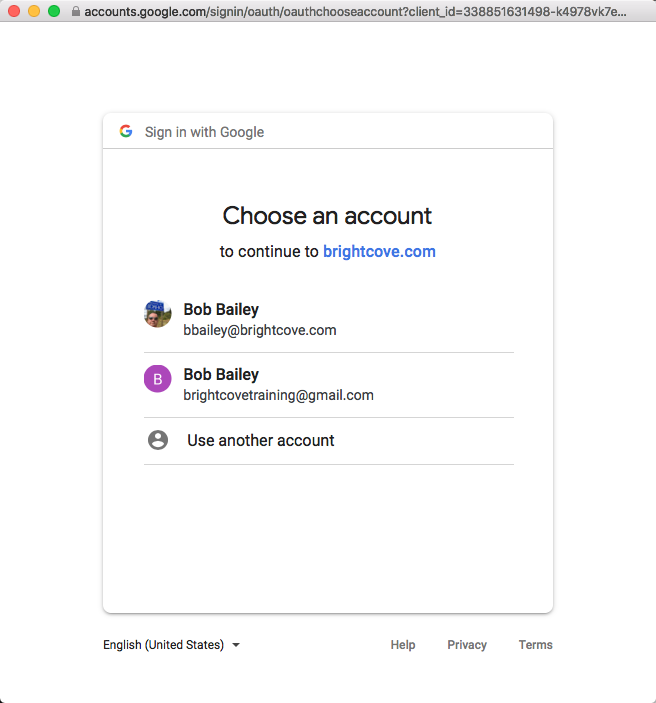 accounts.google.com/signin/oauth/oauthchooseaccount?client_id=338851631498-k4978vk7e...
Sign in with Google
Choose an account
to continue to brightcove.com
Bob Bailey
bbailey@brightcove.com
B
Bob Bailey
brightcovetraining@gmail.com
Use another account
English (United States) Help Privacy Terms